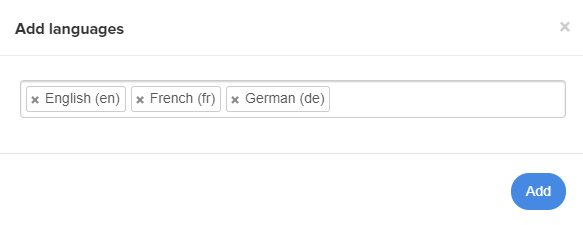 Add languages
× English (en) × French (fr) × German (de)
Add